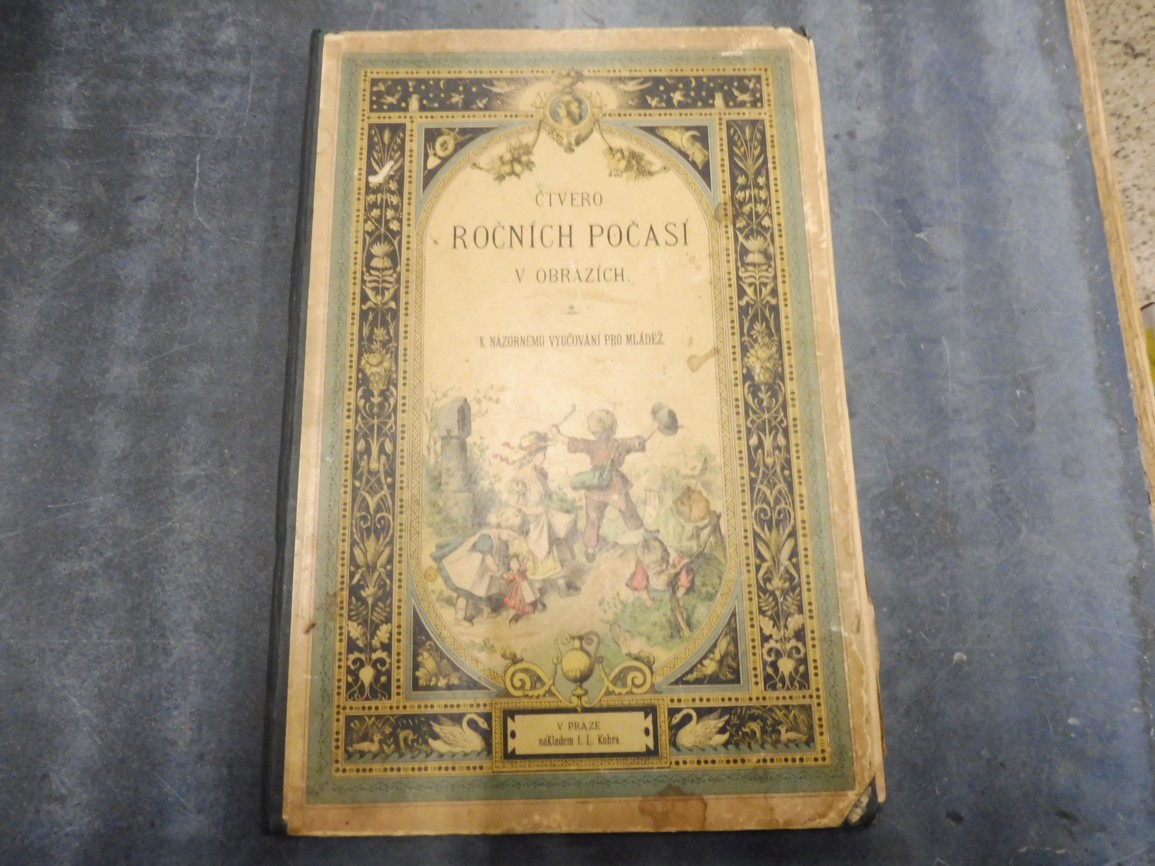 ČTVERO
ROČNÍCH POČASÍ
V OBRAZÍCH.
K NÁZORNÉMU VYUČOVÁNÍ PRO MLÁDEŽ.
V PRAZE
nákladem I. L. Kobra.